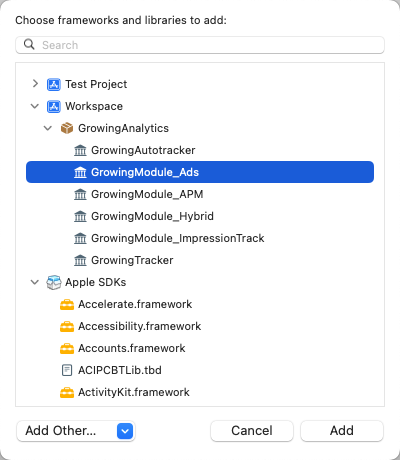 Choose frameworks and libraries to add:
Search
Test Project
Workspace
GrowingAnalytics
GrowingAutotracker
GrowingModule_Ads
GrowingModule_APM
GrowingModule_Hybrid
GrowingModule_ImpressionTrack
GrowingTracker
Apple SDKs
Accelerate.framework
Accessibility.framework
Accounts.framework
ACIPCBTLib.tbd
ActivityKit.framework
Add Other... Cancel Add